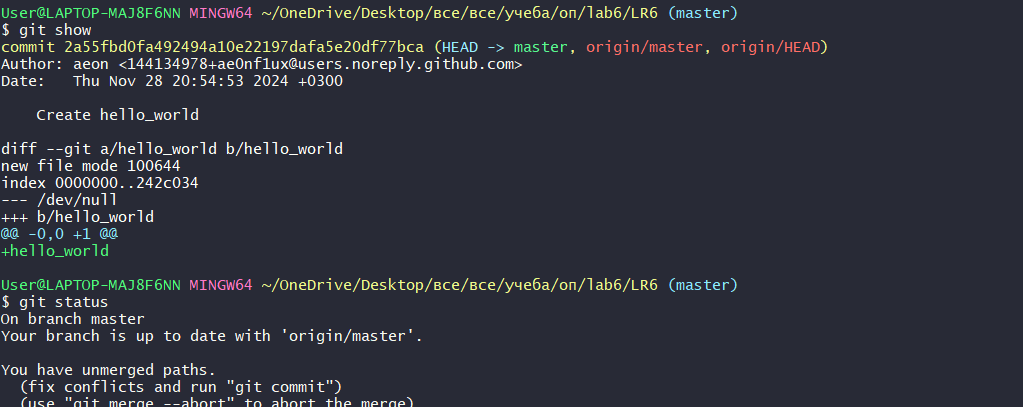 User@LAPTOP-MAJ8F6NN MINGW64 ~/OneDrive/Desktop/все/все/учеба/оп/lab6/LR6 (master)
$ git show
commit 2a55fbd0fa492494a10e22197dafa5e20df77bca (HEAD -> master, origin/master, origin/HEAD)
Author: aeon <144134978+ae0nf1ux@users.noreply.github.com>
Date:   Thu Nov 28 20:54:53 2024 +0300

    Create hello_world

diff --git a/hello_world b/hello_world
new file mode 100644
index 0000000..242c034
--- /dev/null
+++ b/hello_world
@@ -0,0 +1 @@
+hello_world

User@LAPTOP-MAJ8F6NN MINGW64 ~/OneDrive/Desktop/все/все/учеба/оп/lab6/LR6 (master)
$ git status
On branch master
Your branch is up to date with 'origin/master'.

You have unmerged paths.
  (fix conflicts and run "git commit")
  (use "git merge --abort" to abort the merge)